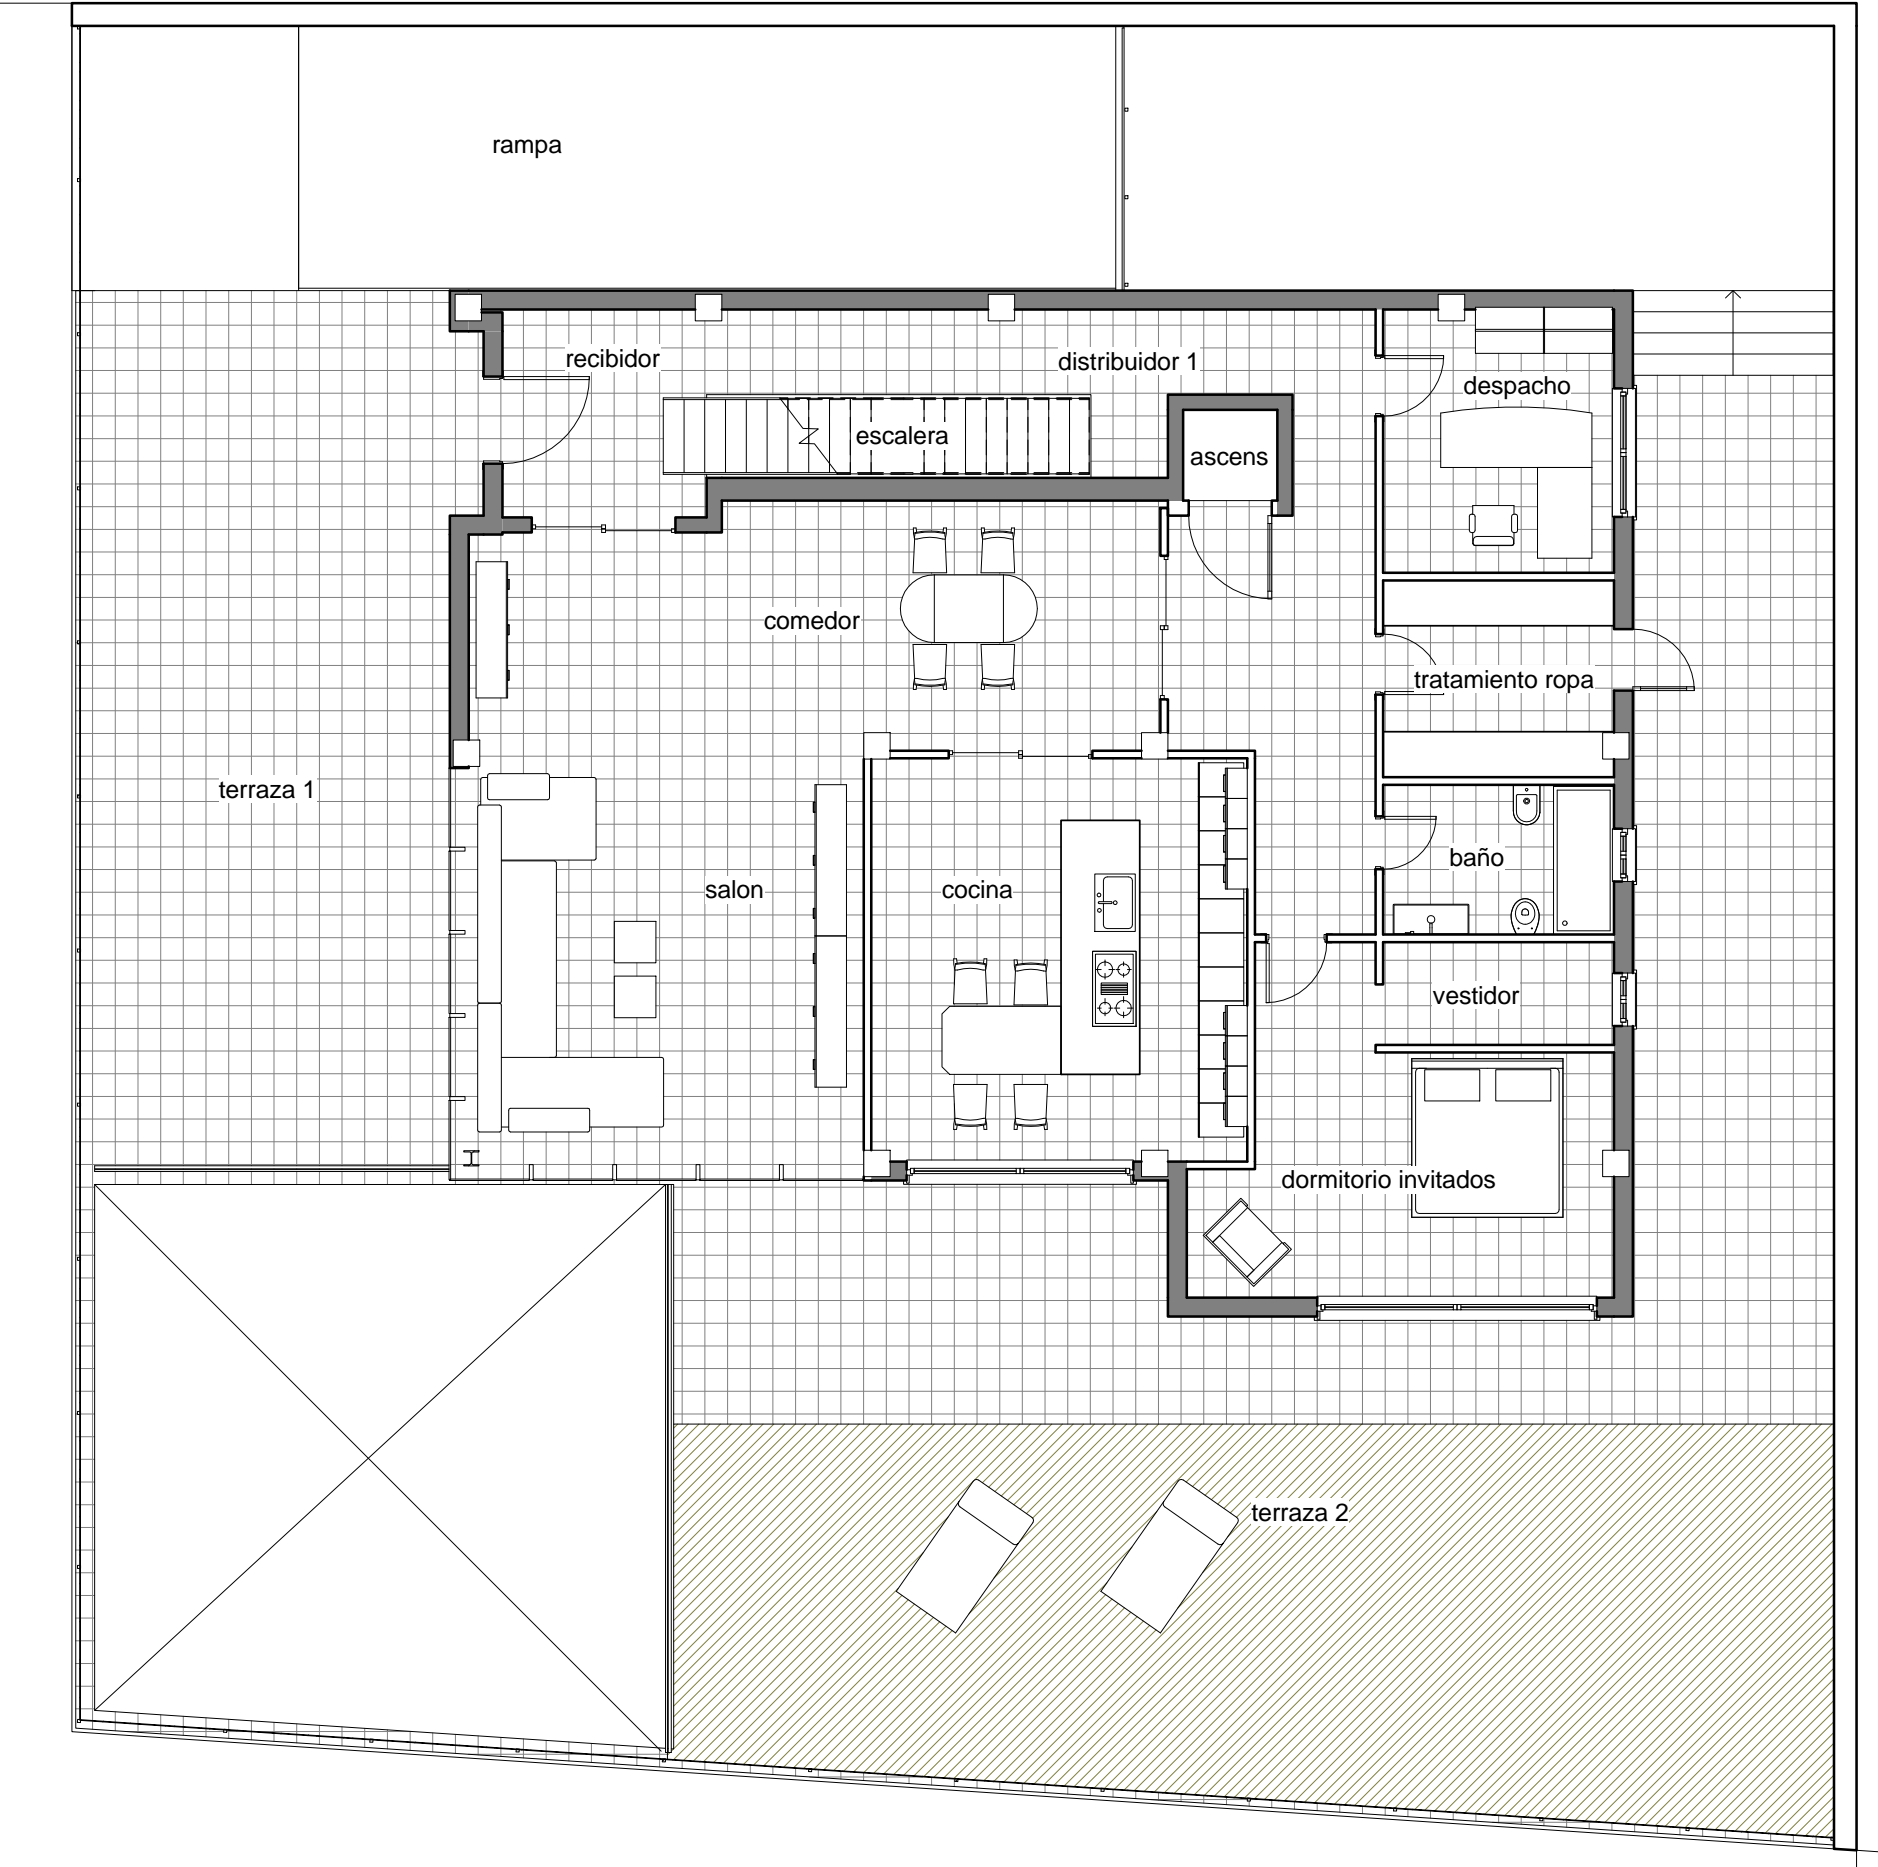 rampa
recibidor
distribuidor 1
despacho
escalera
ascens
comedor
tratamiento ropa
terraza 1
baño
salon
cocina
vestidor
dormitorio invitados
terraza 2